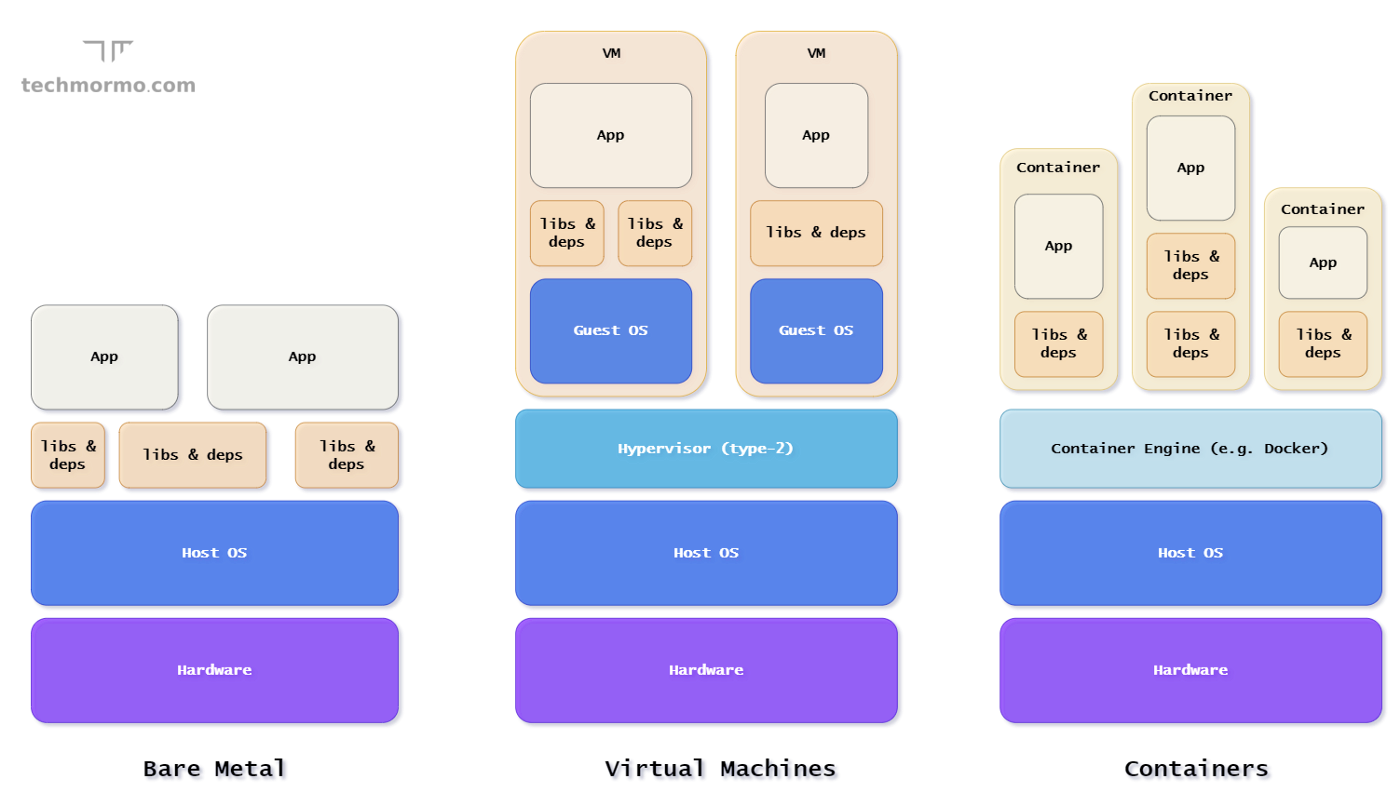 techmormo.com
App
App
libs &
deps
libs & deps
libs &
deps
Host OS
Hardware
Bare Metal
VM
App
libs &
deps
libs &
deps
Guest OS
VM
App
libs & deps
Guest OS
Hypervisor (type-2)
Host OS
Hardware
Virtual Machines
Container
App
libs &
deps
Container
App
libs &
deps
libs &
deps
Container
App
libs &
deps
Container Engine (e.g. Docker)
Host OS
Hardware
Containers